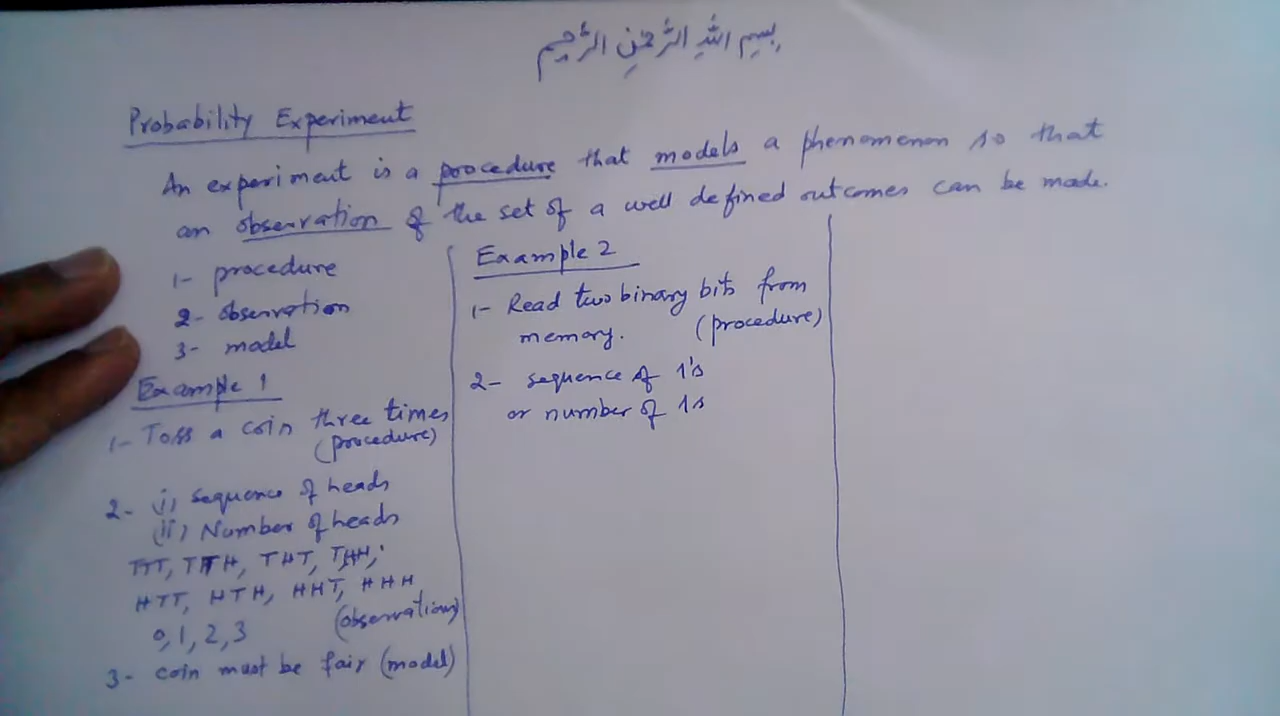 بِسْمِ اللهِ الرَّحْمٰنِ الرَّحِيْم
Probability Experiment
An experiment is a procedure that models a phenomenon so that
an observation of the set of a well defined outcomes can be made.
1- procedure
2- observation
3- model
Example 1
1- Toss a coin three times
(procedure)
2- (i) Sequence of heads
(ii) Number of heads
TTT, TTH, THT, THH,
HTT, HTH, HHT, HHH
0, 1, 2, 3 (observation)
3- coin must be fair (model)
Example 2
1- Read two binary bits from
memory. (procedure)
2- sequence of 1's
or number of 1s